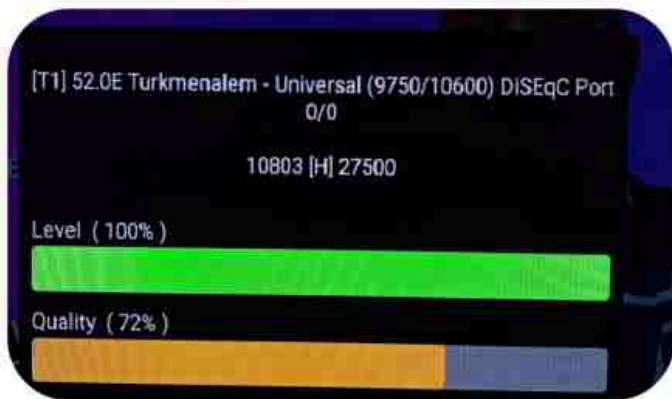 [T1] 52.0E Turkmenalem - Universal (9750/10600) DiSEqC Port
0/0
10803 [H] 27500
Level ( 100% )
Quality ( 72% )